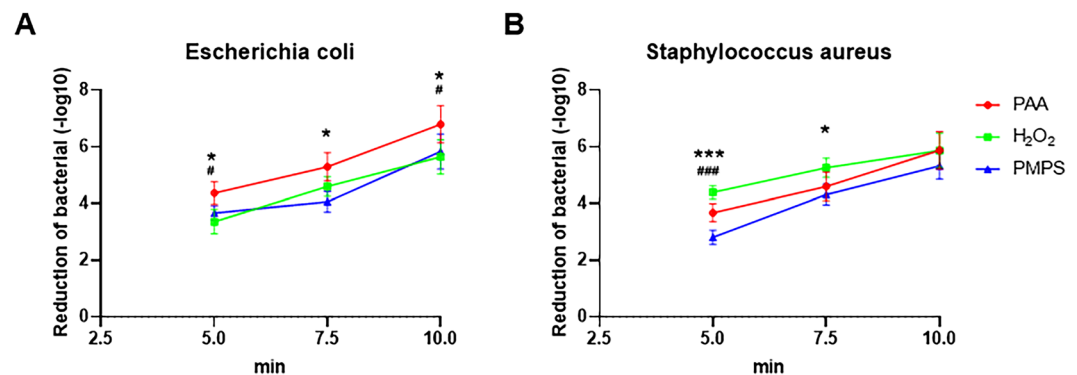 A
Escherichia coli
Reduction of bacterial (-log10)
8
6
4
2
0
2.5 5.0 7.5 10.0
min
*
#
*
*
#
B
Staphylococcus aureus
Reduction of bacterial (-log10)
8
6
4
2
0
2.5 5.0 7.5 10.0
min
***
###
*
PAA
H₂O₂
PMPS